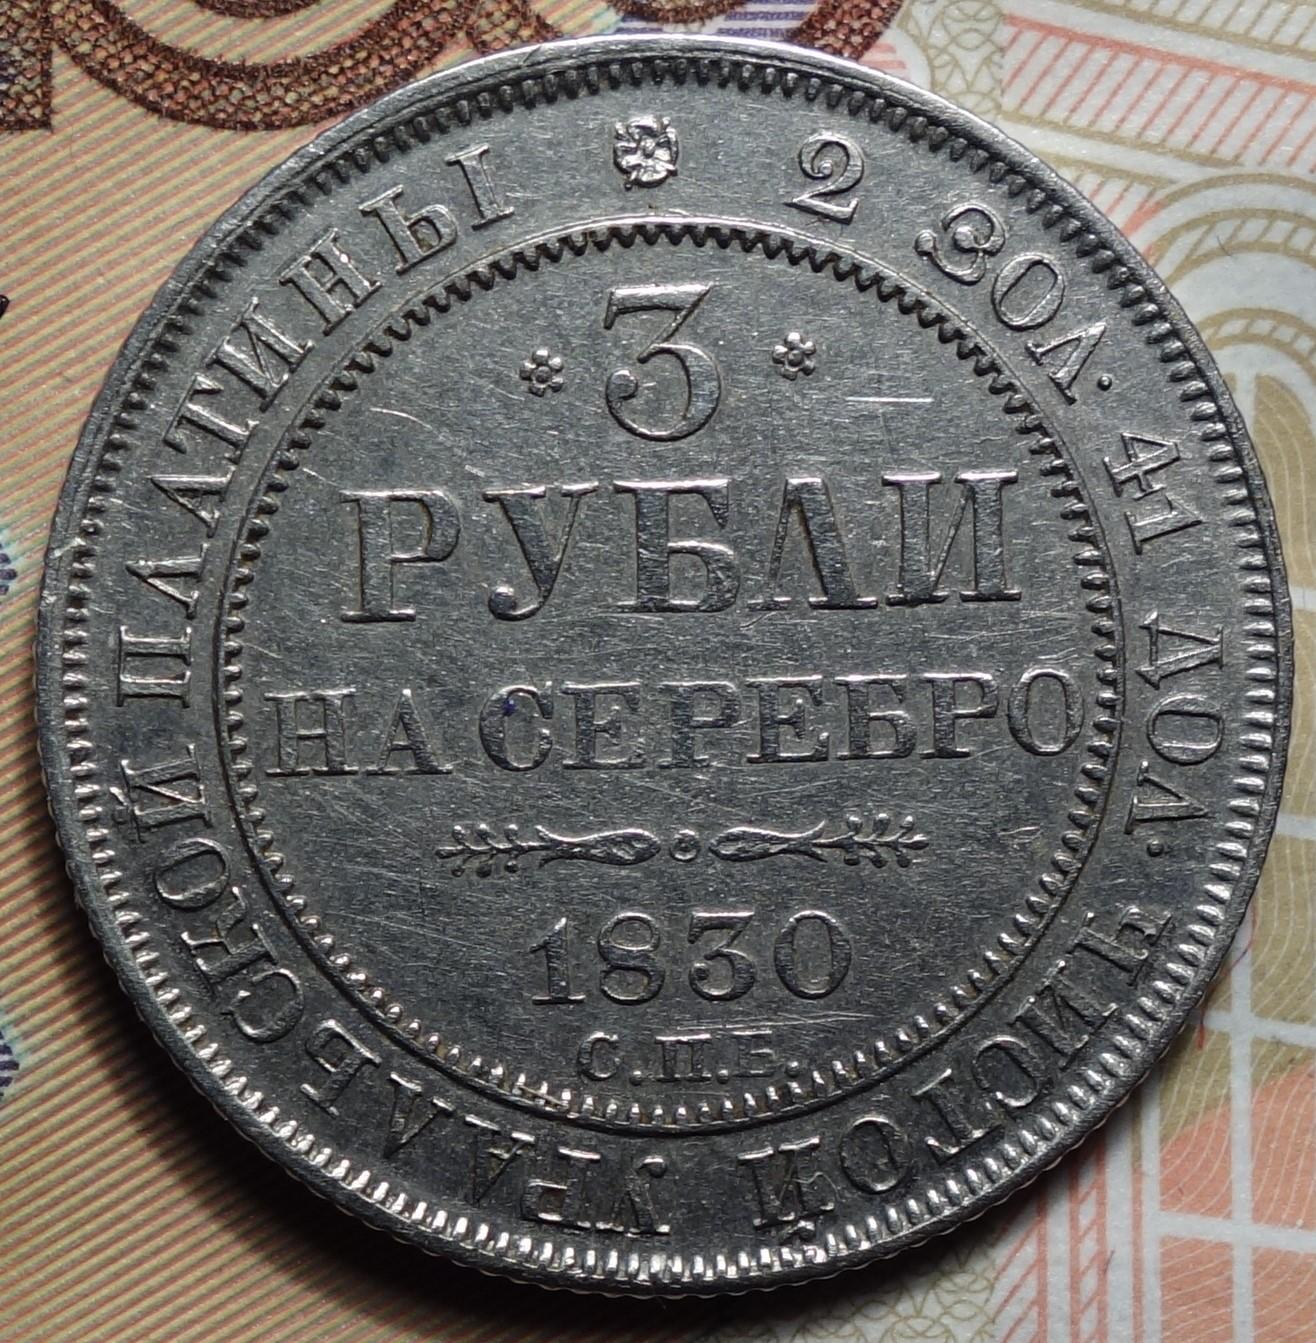 2 ЗОЛ. 41 ДОЛ. ЧИСТОЙ УРАЛЬСКОЙ ПЛАТИНЫ
3
РУБЛИ
НА СЕРЕБРО
1830
С.П.Б.